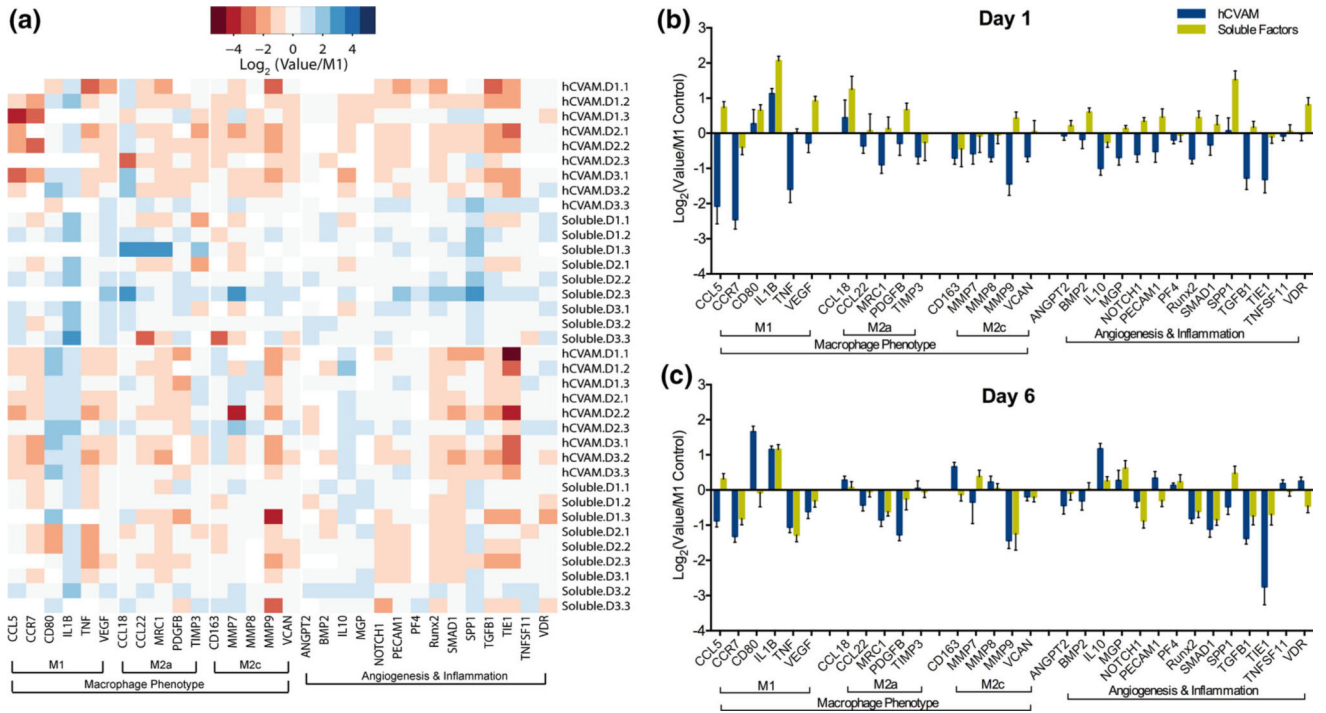 (a)
−4 −2 0 2 4
Log2 (Value/M1)
hCVAM.D1.1
hCVAM.D1.2
hCVAM.D1.3
hCVAM.D2.1
hCVAM.D2.2
hCVAM.D2.3
hCVAM.D3.1
hCVAM.D3.2
hCVAM.D3.3
Soluble.D1.1
Soluble.D1.2
Soluble.D1.3
Soluble.D2.1
Soluble.D2.2
Soluble.D2.3
Soluble.D3.1
Soluble.D3.2
Soluble.D3.3
hCVAM.D1.1
hCVAM.D1.2
hCVAM.D1.3
hCVAM.D2.1
hCVAM.D2.2
hCVAM.D2.3
hCVAM.D3.1
hCVAM.D3.2
hCVAM.D3.3
Soluble.D1.1
Soluble.D1.2
Soluble.D1.3
Soluble.D2.1
Soluble.D2.2
Soluble.D2.3
Soluble.D3.1
Soluble.D3.2
Soluble.D3.3
CCL5 CCR7 CD80 IL1B TNF VEGF CCL18 CCL22 MRC1 PDGFB TIMP3 CD163 MMP7 MMP8 MMP9 VCAN ANGPT2 BMP2 IL10 MGP NOTCH1 PECAM1 PF4 Runx2 SMAD1 SPP1 TGFB1 TIE1 TNFSF11 VDR
M1 M2a M2c Angiogenesis & Inflammation
Macrophage Phenotype
(b)
Day 1
hCVAM
Soluble Factors
Log2(Value/M1 Control)
4
3
2
1
0
-1
-2
-3
-4
CCL5 CCR7 CD80 IL1B TNF VEGF CCL18 CCL22 MRC1 PDGFB TIMP3 CD163 MMP7 MMP8 MMP9 VCAN ANGPT2 BMP2 IL10 MGP NOTCH1 PECAM1 PF4 Runx2 SMAD1 SPP1 TGFB1 TIE1 TNFSF11 VDR
M1 M2a M2c Angiogenesis & Inflammation
Macrophage Phenotype
(c)
Day 6
Log2(Value/M1 Control)
4
3
2
1
0
-1
-2
-3
-4
CCL5 CCR7 CD80 IL1B TNF VEGF CCL18 CCL22 MRC1 PDGFB TIMP3 CD163 MMP7 MMP8 MMP9 VCAN ANGPT2 BMP2 IL10 MGP NOTCH1 PECAM1 PF4 Runx2 SMAD1 SPP1 TGFB1 TIE1 TNFSF11 VDR
M1 M2a M2c Angiogenesis & Inflammation
Macrophage Phenotype